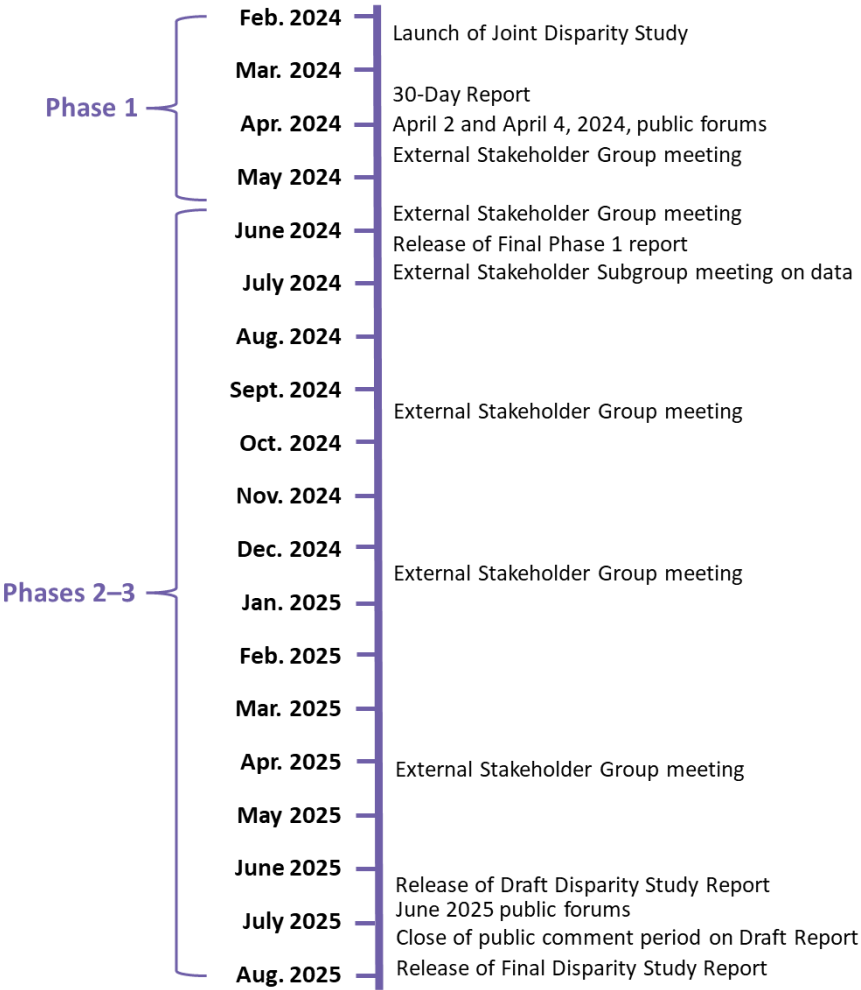 Feb. 2024
Launch of Joint Disparity Study
Mar. 2024
30-Day Report
Phase 1
Apr. 2024
April 2 and April 4, 2024, public forums
External Stakeholder Group meeting
May 2024
External Stakeholder Group meeting
June 2024
Release of Final Phase 1 report
External Stakeholder Subgroup meeting on data
July 2024
Aug. 2024
Sept. 2024
External Stakeholder Group meeting
Oct. 2024
Nov. 2024
Dec. 2024
External Stakeholder Group meeting
Phases 2–3
Jan. 2025
Feb. 2025
Mar. 2025
Apr. 2025
External Stakeholder Group meeting
May 2025
June 2025
Release of Draft Disparity Study Report
June 2025 public forums
July 2025
Close of public comment period on Draft Report
Release of Final Disparity Study Report
Aug. 2025